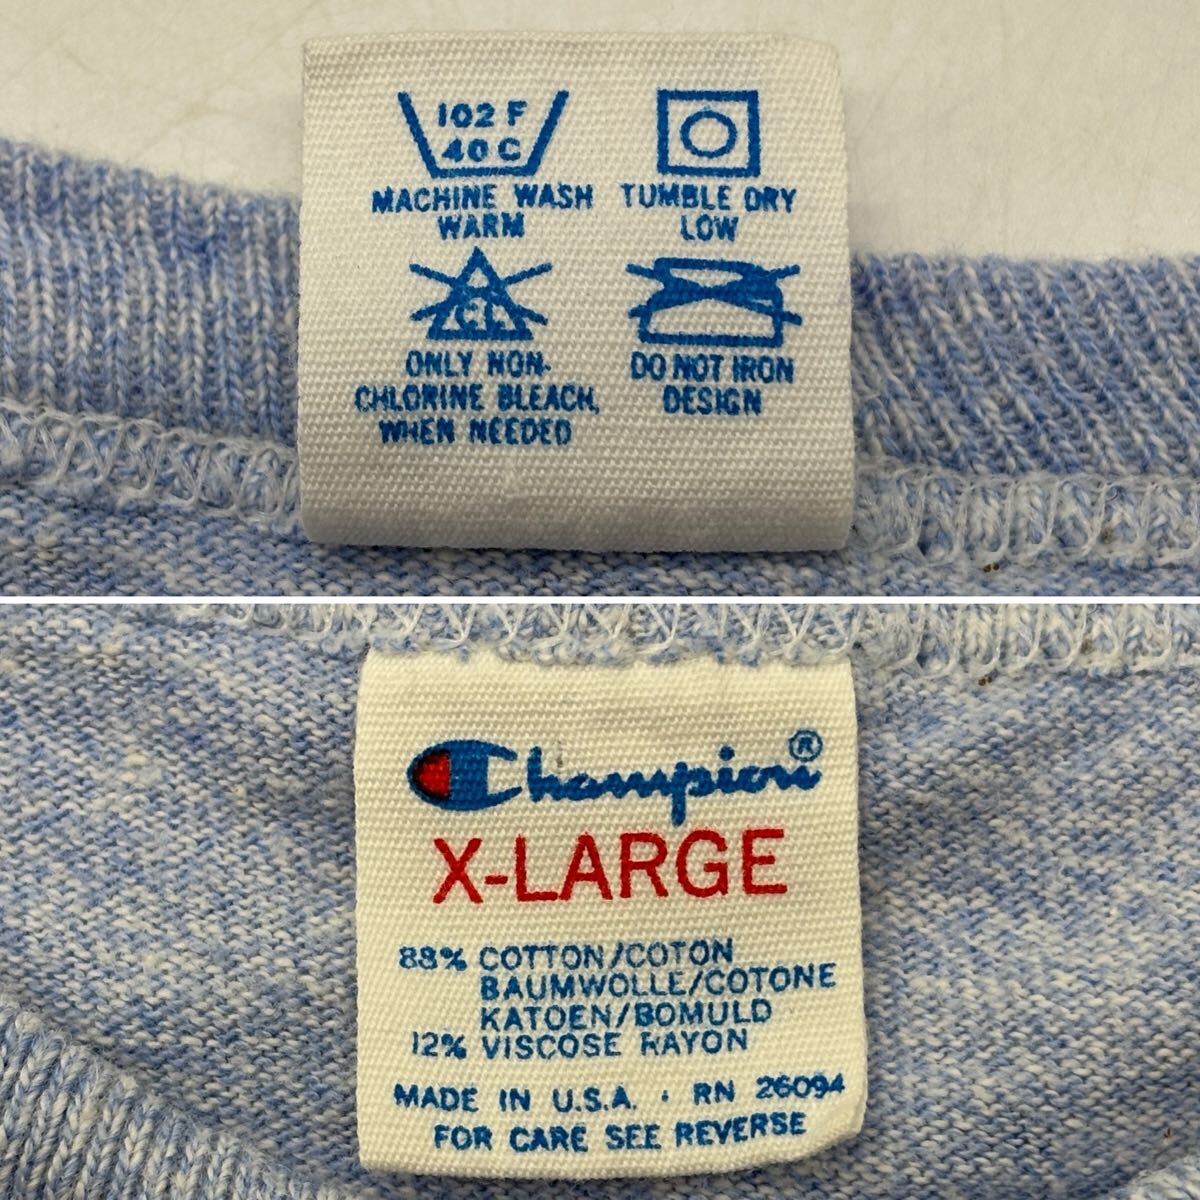 102 F
40 C
MACHINE WASH
WARM
TUMBLE DRY
LOW
CL
ONLY NON-
CHLORINE BLEACH,
WHEN NEEDED
DO NOT IRON
DESIGN
Champion®
X-LARGE
88% COTTON/COTON
BAUMWOLLE/COTONE
KATOEN/BOMULD
12% VISCOSE RAYON
MADE IN U.S.A. · RN 26094
FOR CARE SEE REVERSE